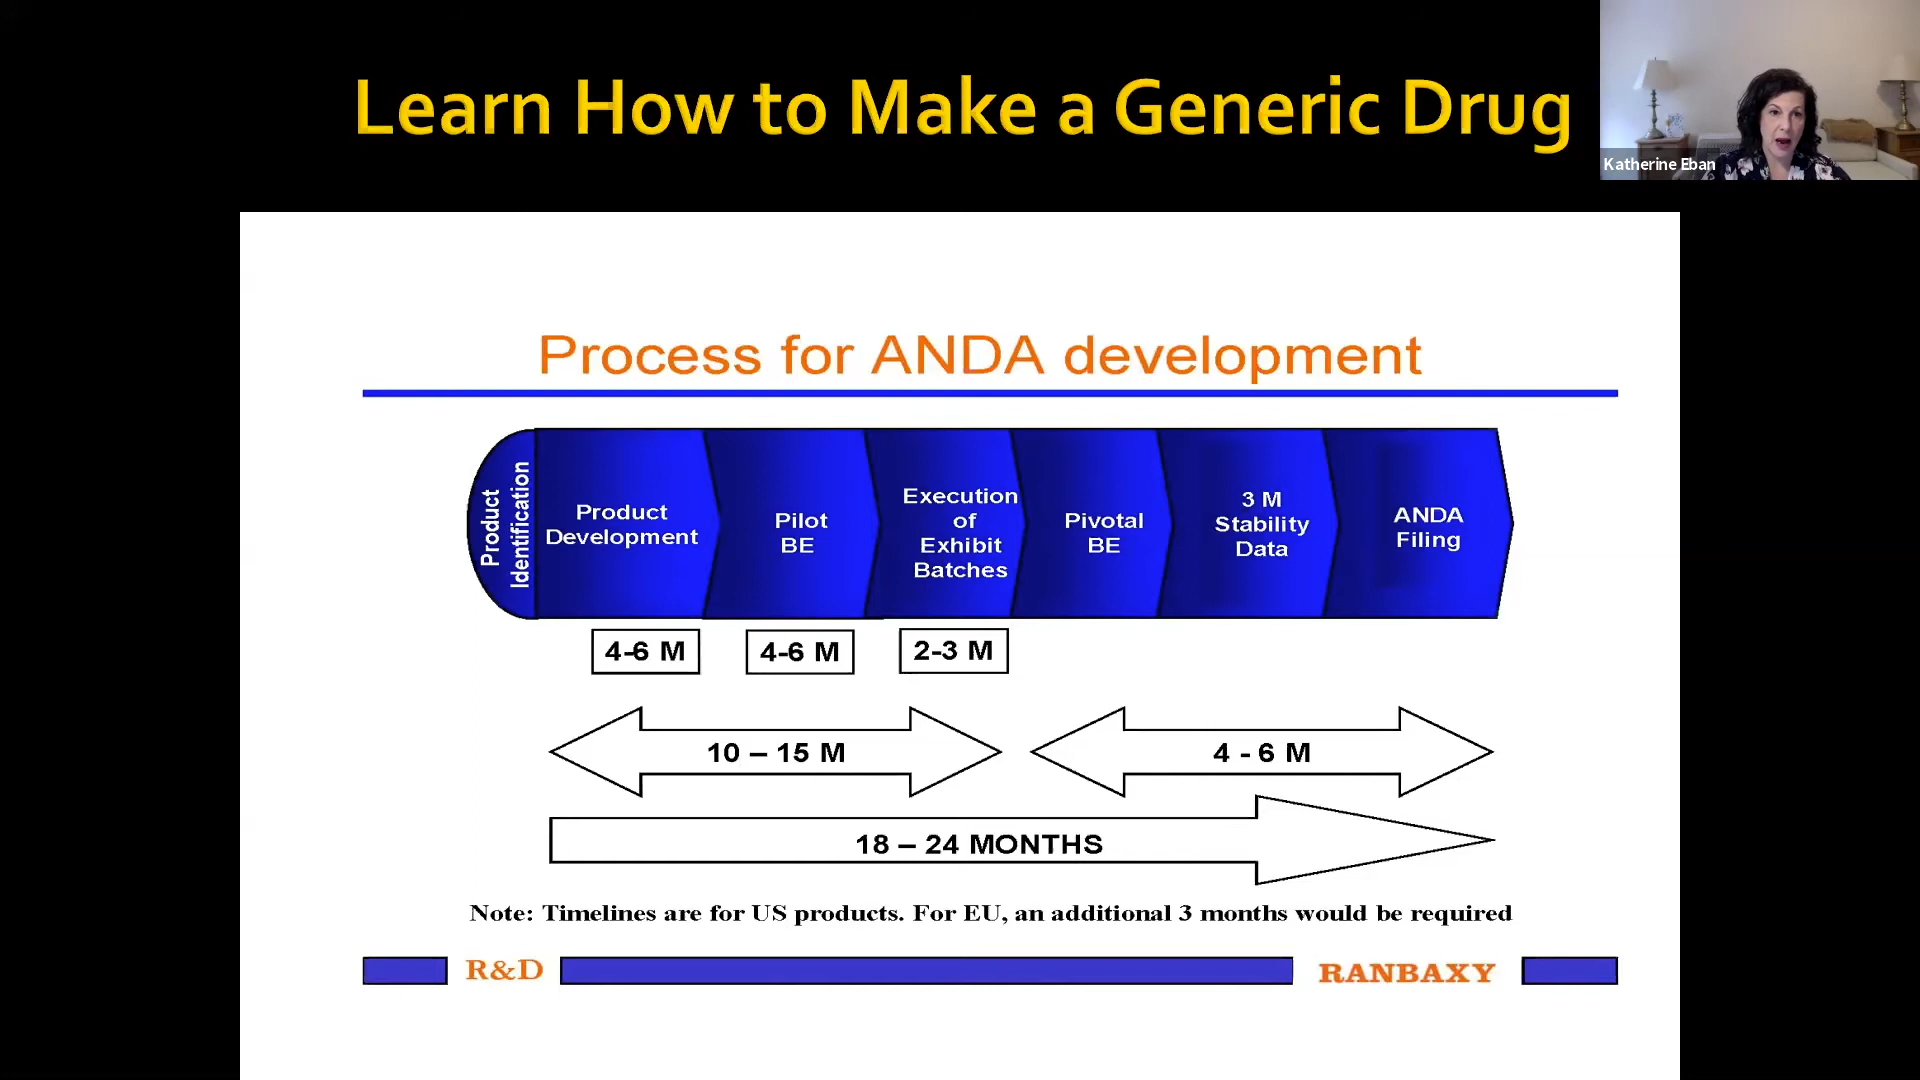 Learn How to Make a Generic Drug
Katherine Eban
Process for ANDA development
Product
Identification
Product
Development
Pilot
BE
Execution
of
Exhibit
Batches
Pivotal
BE
3 M
Stability
Data
ANDA
Filing
4-6 M
4-6 M
2-3 M
10 – 15 M
4 - 6 M
18 – 24 MONTHS
Note: Timelines are for US products. For EU, an additional 3 months would be required
R&D
RANBAXY